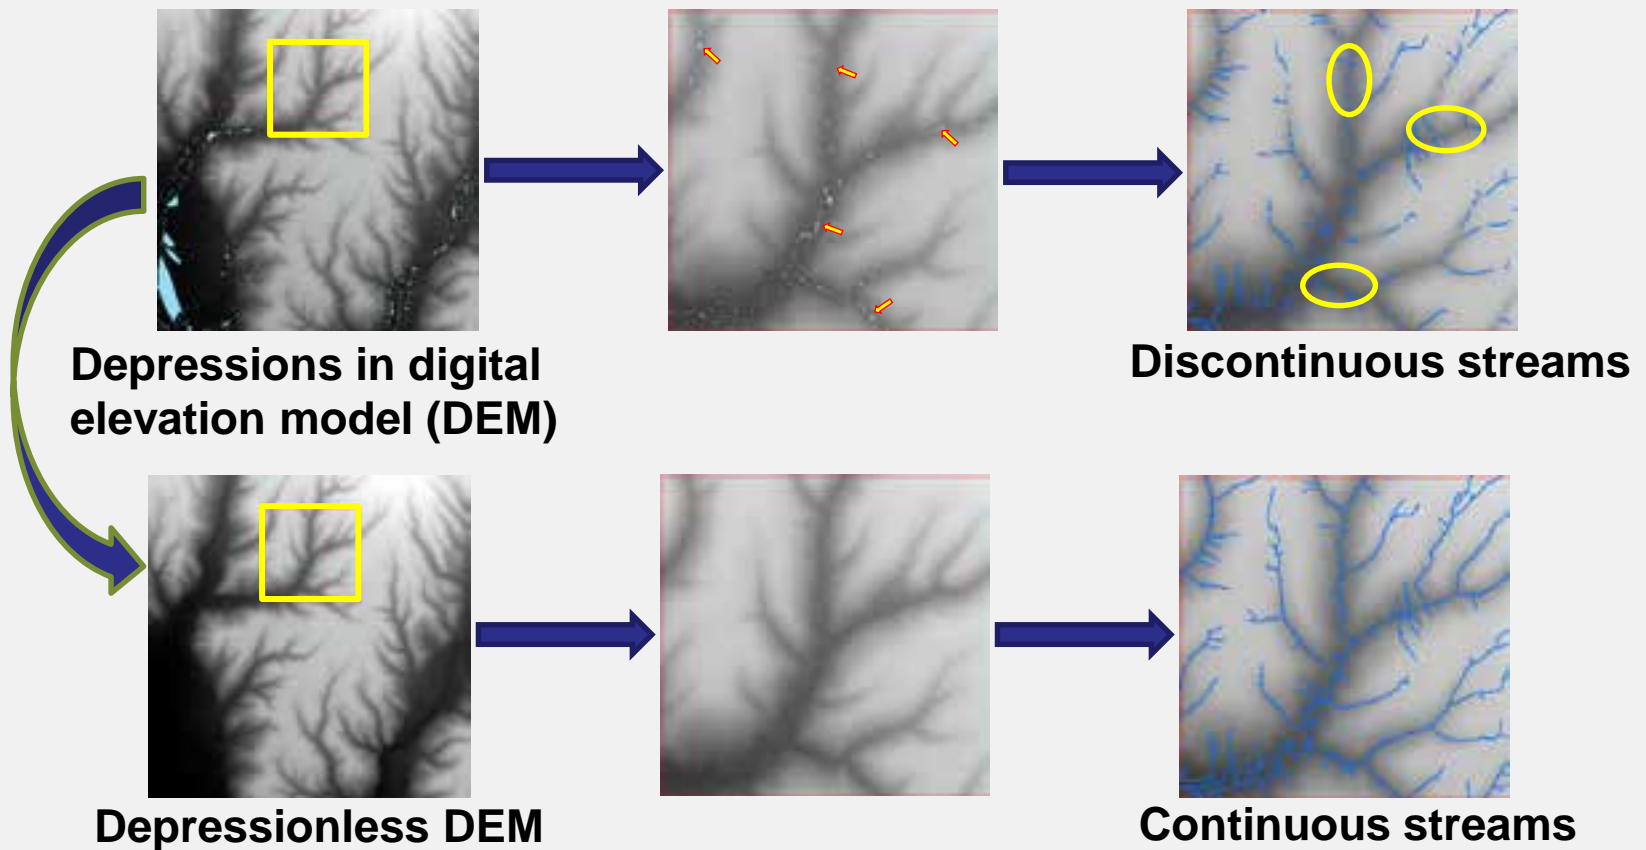 Depressions in digital
elevation model (DEM)
Discontinuous streams
Depressionless DEM
Continuous streams